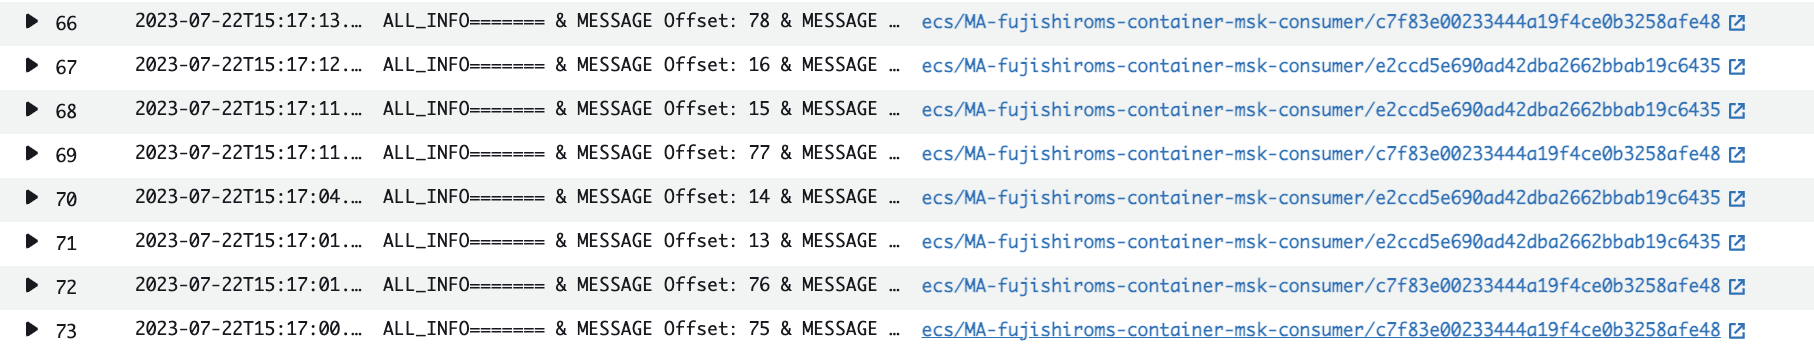 66 2023-07-22T15:17:13.… ALL_INFO======= & MESSAGE Offset: 78 & MESSAGE … ecs/MA-fujishiroms-container-msk-consumer/c7f83e00233444a19f4ce0b3258afe48
67 2023-07-22T15:17:12.… ALL_INFO======= & MESSAGE Offset: 16 & MESSAGE … ecs/MA-fujishiroms-container-msk-consumer/e2ccd5e690ad42dba2662bbab19c6435
68 2023-07-22T15:17:11.… ALL_INFO======= & MESSAGE Offset: 15 & MESSAGE … ecs/MA-fujishiroms-container-msk-consumer/e2ccd5e690ad42dba2662bbab19c6435
69 2023-07-22T15:17:11.… ALL_INFO======= & MESSAGE Offset: 77 & MESSAGE … ecs/MA-fujishiroms-container-msk-consumer/c7f83e00233444a19f4ce0b3258afe48
70 2023-07-22T15:17:04.… ALL_INFO======= & MESSAGE Offset: 14 & MESSAGE … ecs/MA-fujishiroms-container-msk-consumer/e2ccd5e690ad42dba2662bbab19c6435
71 2023-07-22T15:17:01.… ALL_INFO======= & MESSAGE Offset: 13 & MESSAGE … ecs/MA-fujishiroms-container-msk-consumer/e2ccd5e690ad42dba2662bbab19c6435
72 2023-07-22T15:17:01.… ALL_INFO======= & MESSAGE Offset: 76 & MESSAGE … ecs/MA-fujishiroms-container-msk-consumer/c7f83e00233444a19f4ce0b3258afe48
73 2023-07-22T15:17:00.… ALL_INFO======= & MESSAGE Offset: 75 & MESSAGE … ecs/MA-fujishiroms-container-msk-consumer/c7f83e00233444a19f4ce0b3258afe48